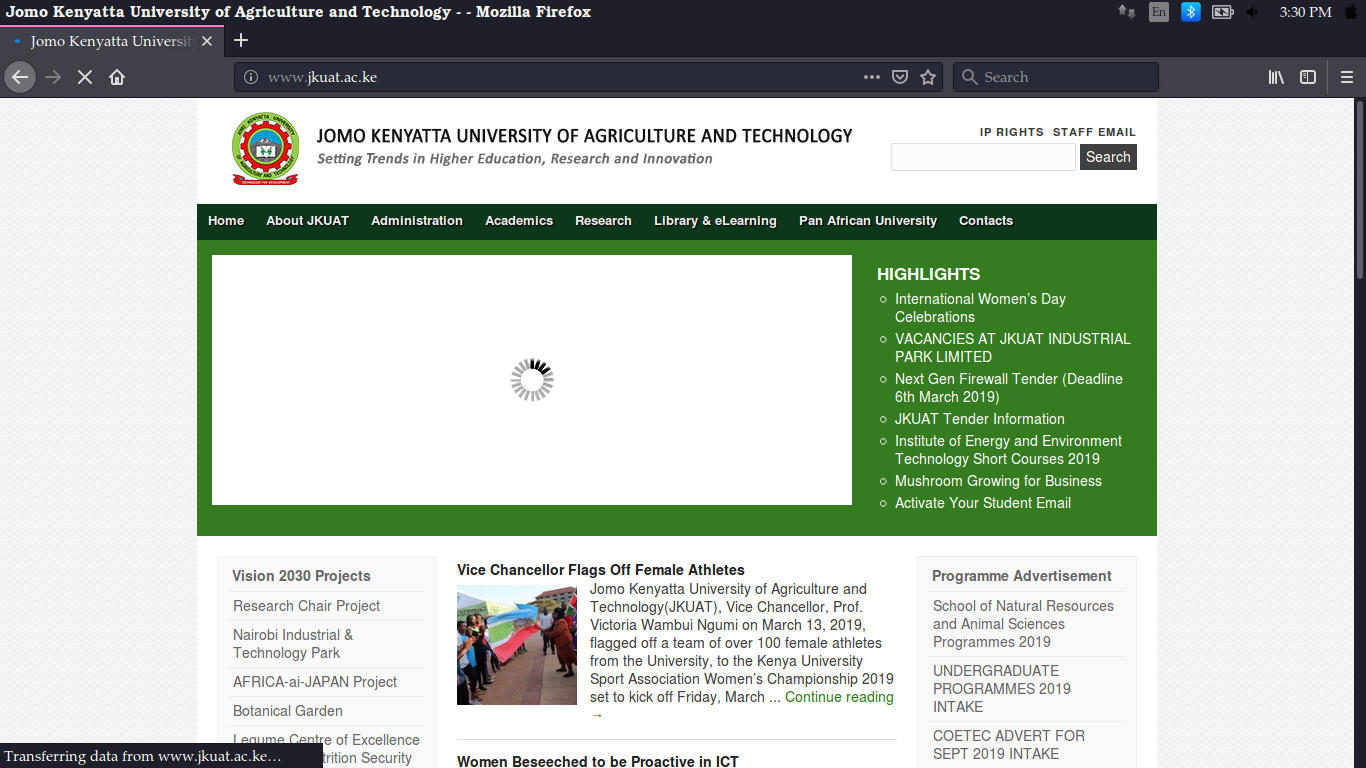 Jomo Kenyatta University of Agriculture and Technology - - Mozilla Firefox
En
3:30 PM
Jomo Kenyatta Universit
www.jkuat.ac.ke
Search
JOMO KENYATTA UNIVERSITY OF AGRICULTURE AND TECHNOLOGY
Setting Trends in Higher Education, Research and Innovation
IP RIGHTS STAFF EMAIL
Search
Home About JKUAT Administration Academics Research Library & eLearning Pan African University Contacts
HIGHLIGHTS
International Women’s Day
Celebrations
VACANCIES AT JKUAT INDUSTRIAL
PARK LIMITED
Next Gen Firewall Tender (Deadline
6th March 2019)
JKUAT Tender Information
Institute of Energy and Environment
Technology Short Courses 2019
Mushroom Growing for Business
Activate Your Student Email
Vision 2030 Projects
Research Chair Project
Nairobi Industrial &
Technology Park
AFRICA-ai-JAPAN Project
Botanical Garden
Legume Centre of Excellence
trition Security
Vice Chancellor Flags Off Female Athletes
Jomo Kenyatta University of Agriculture and
Technology(JKUAT), Vice Chancellor, Prof.
Victoria Wambui Ngumi on March 13, 2019,
flagged off a team of over 100 female athletes
from the University, to the Kenya University
Sport Association Women’s Championship 2019
set to kick off Friday, March ... Continue reading
→
Women Beseeched to be Proactive in ICT
Programme Advertisement
School of Natural Resources
and Animal Sciences
Programmes 2019
UNDERGRADUATE
PROGRAMMES 2019
INTAKE
COETEC ADVERT FOR
SEPT 2019 INTAKE
Transferring data from www.jkuat.ac.ke…